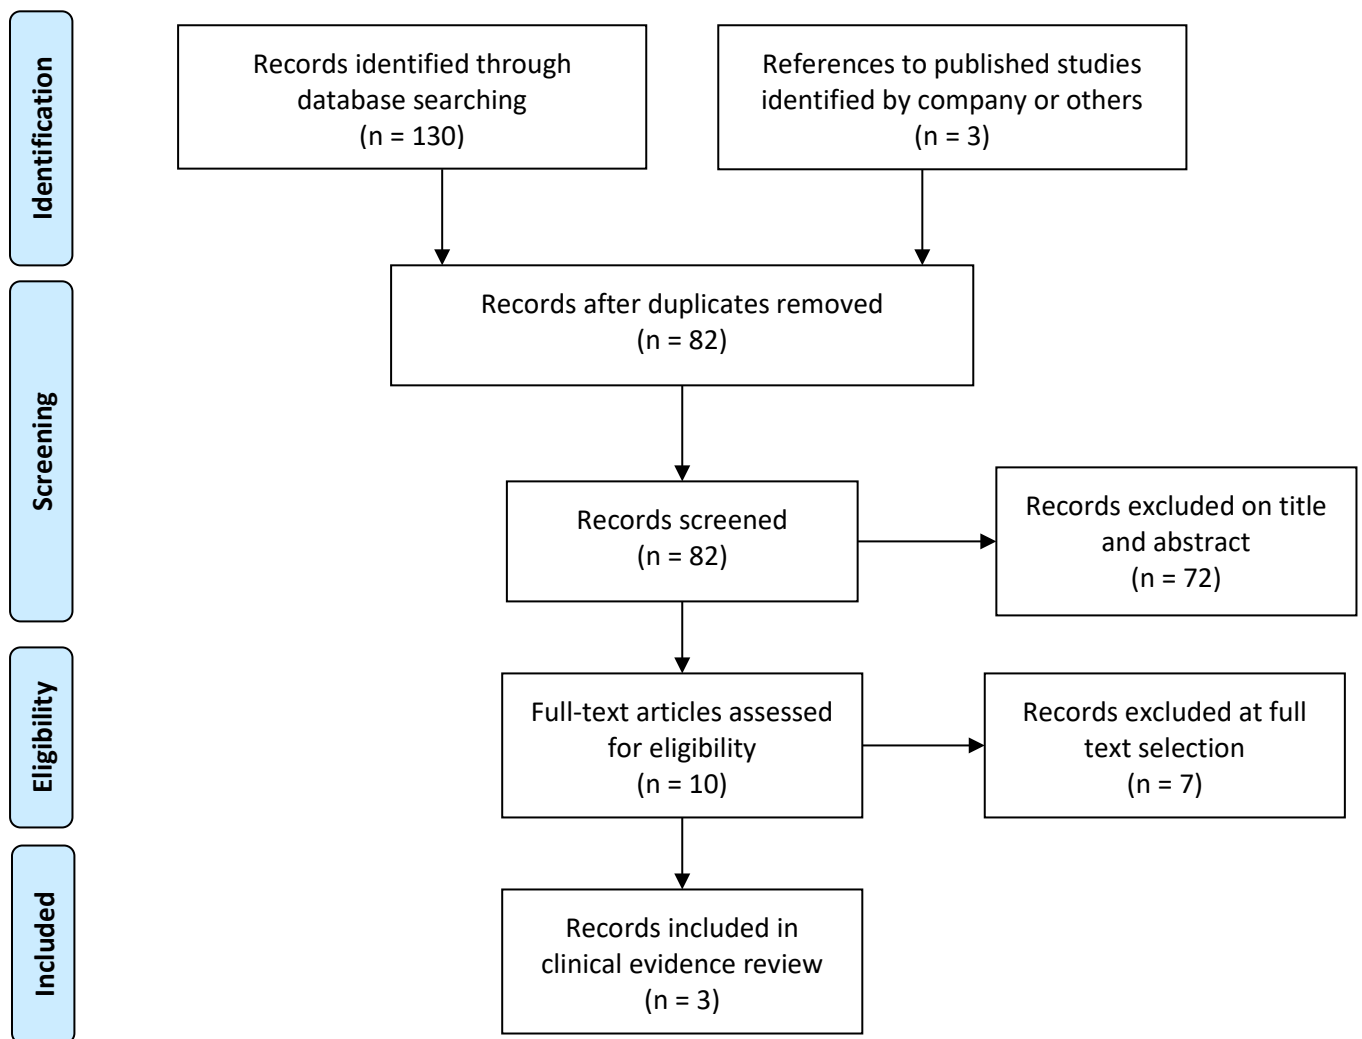 Identification
Records identified through
database searching
(n = 130)
References to published studies
identified by company or others
(n = 3)
Screening
Records after duplicates removed
(n = 82)
Records screened
(n = 82)
Records excluded on title
and abstract
(n = 72)
Eligibility
Full-text articles assessed
for eligibility
(n = 10)
Records excluded at full
text selection
(n = 7)
Included
Records included in
clinical evidence review
(n = 3)